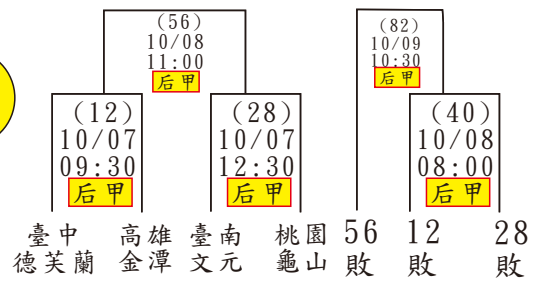 (56)
10/08
11:00
后甲
(82)
10/09
10:30
后甲
(12)
10/07
09:30
后甲
(28)
10/07
12:30
后甲
(40)
10/08
08:00
后甲
臺中
德芙蘭
高雄
金潭
臺南
文元
桃園
龜山
56
敗
12
敗
28
敗